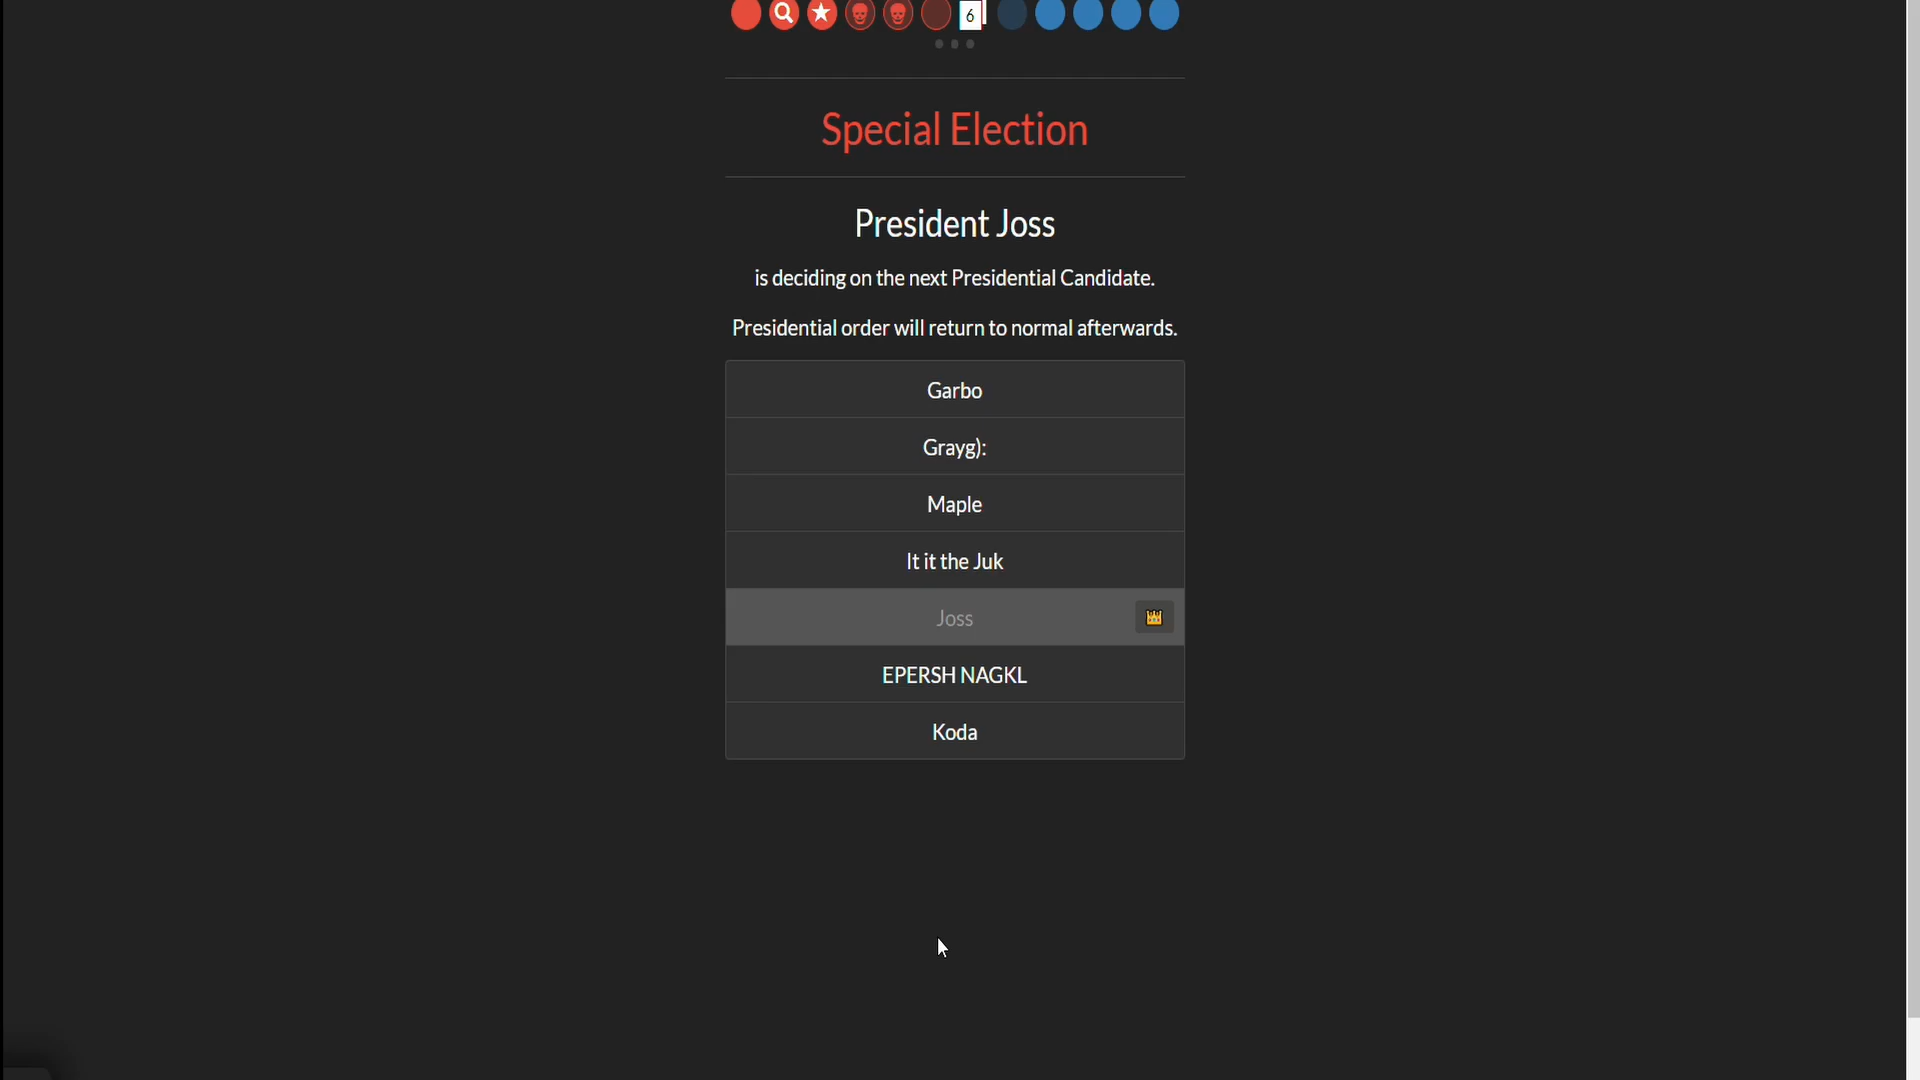 6
Special Election
President Joss
is deciding on the next Presidential Candidate.
Presidential order will return to normal afterwards.
Garbo
Grayg):
Maple
It it the Juk
Joss
EPERSH NAGKL
Koda